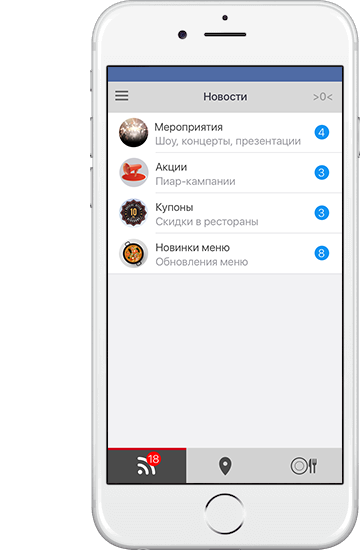 Новости >0<
Мероприятия
Шоу, концерты, презентации 4
Акции
Пиар-кампании 3
Купоны
Скидки в рестораны 3
10
Новинки меню
Обновления меню 8
18